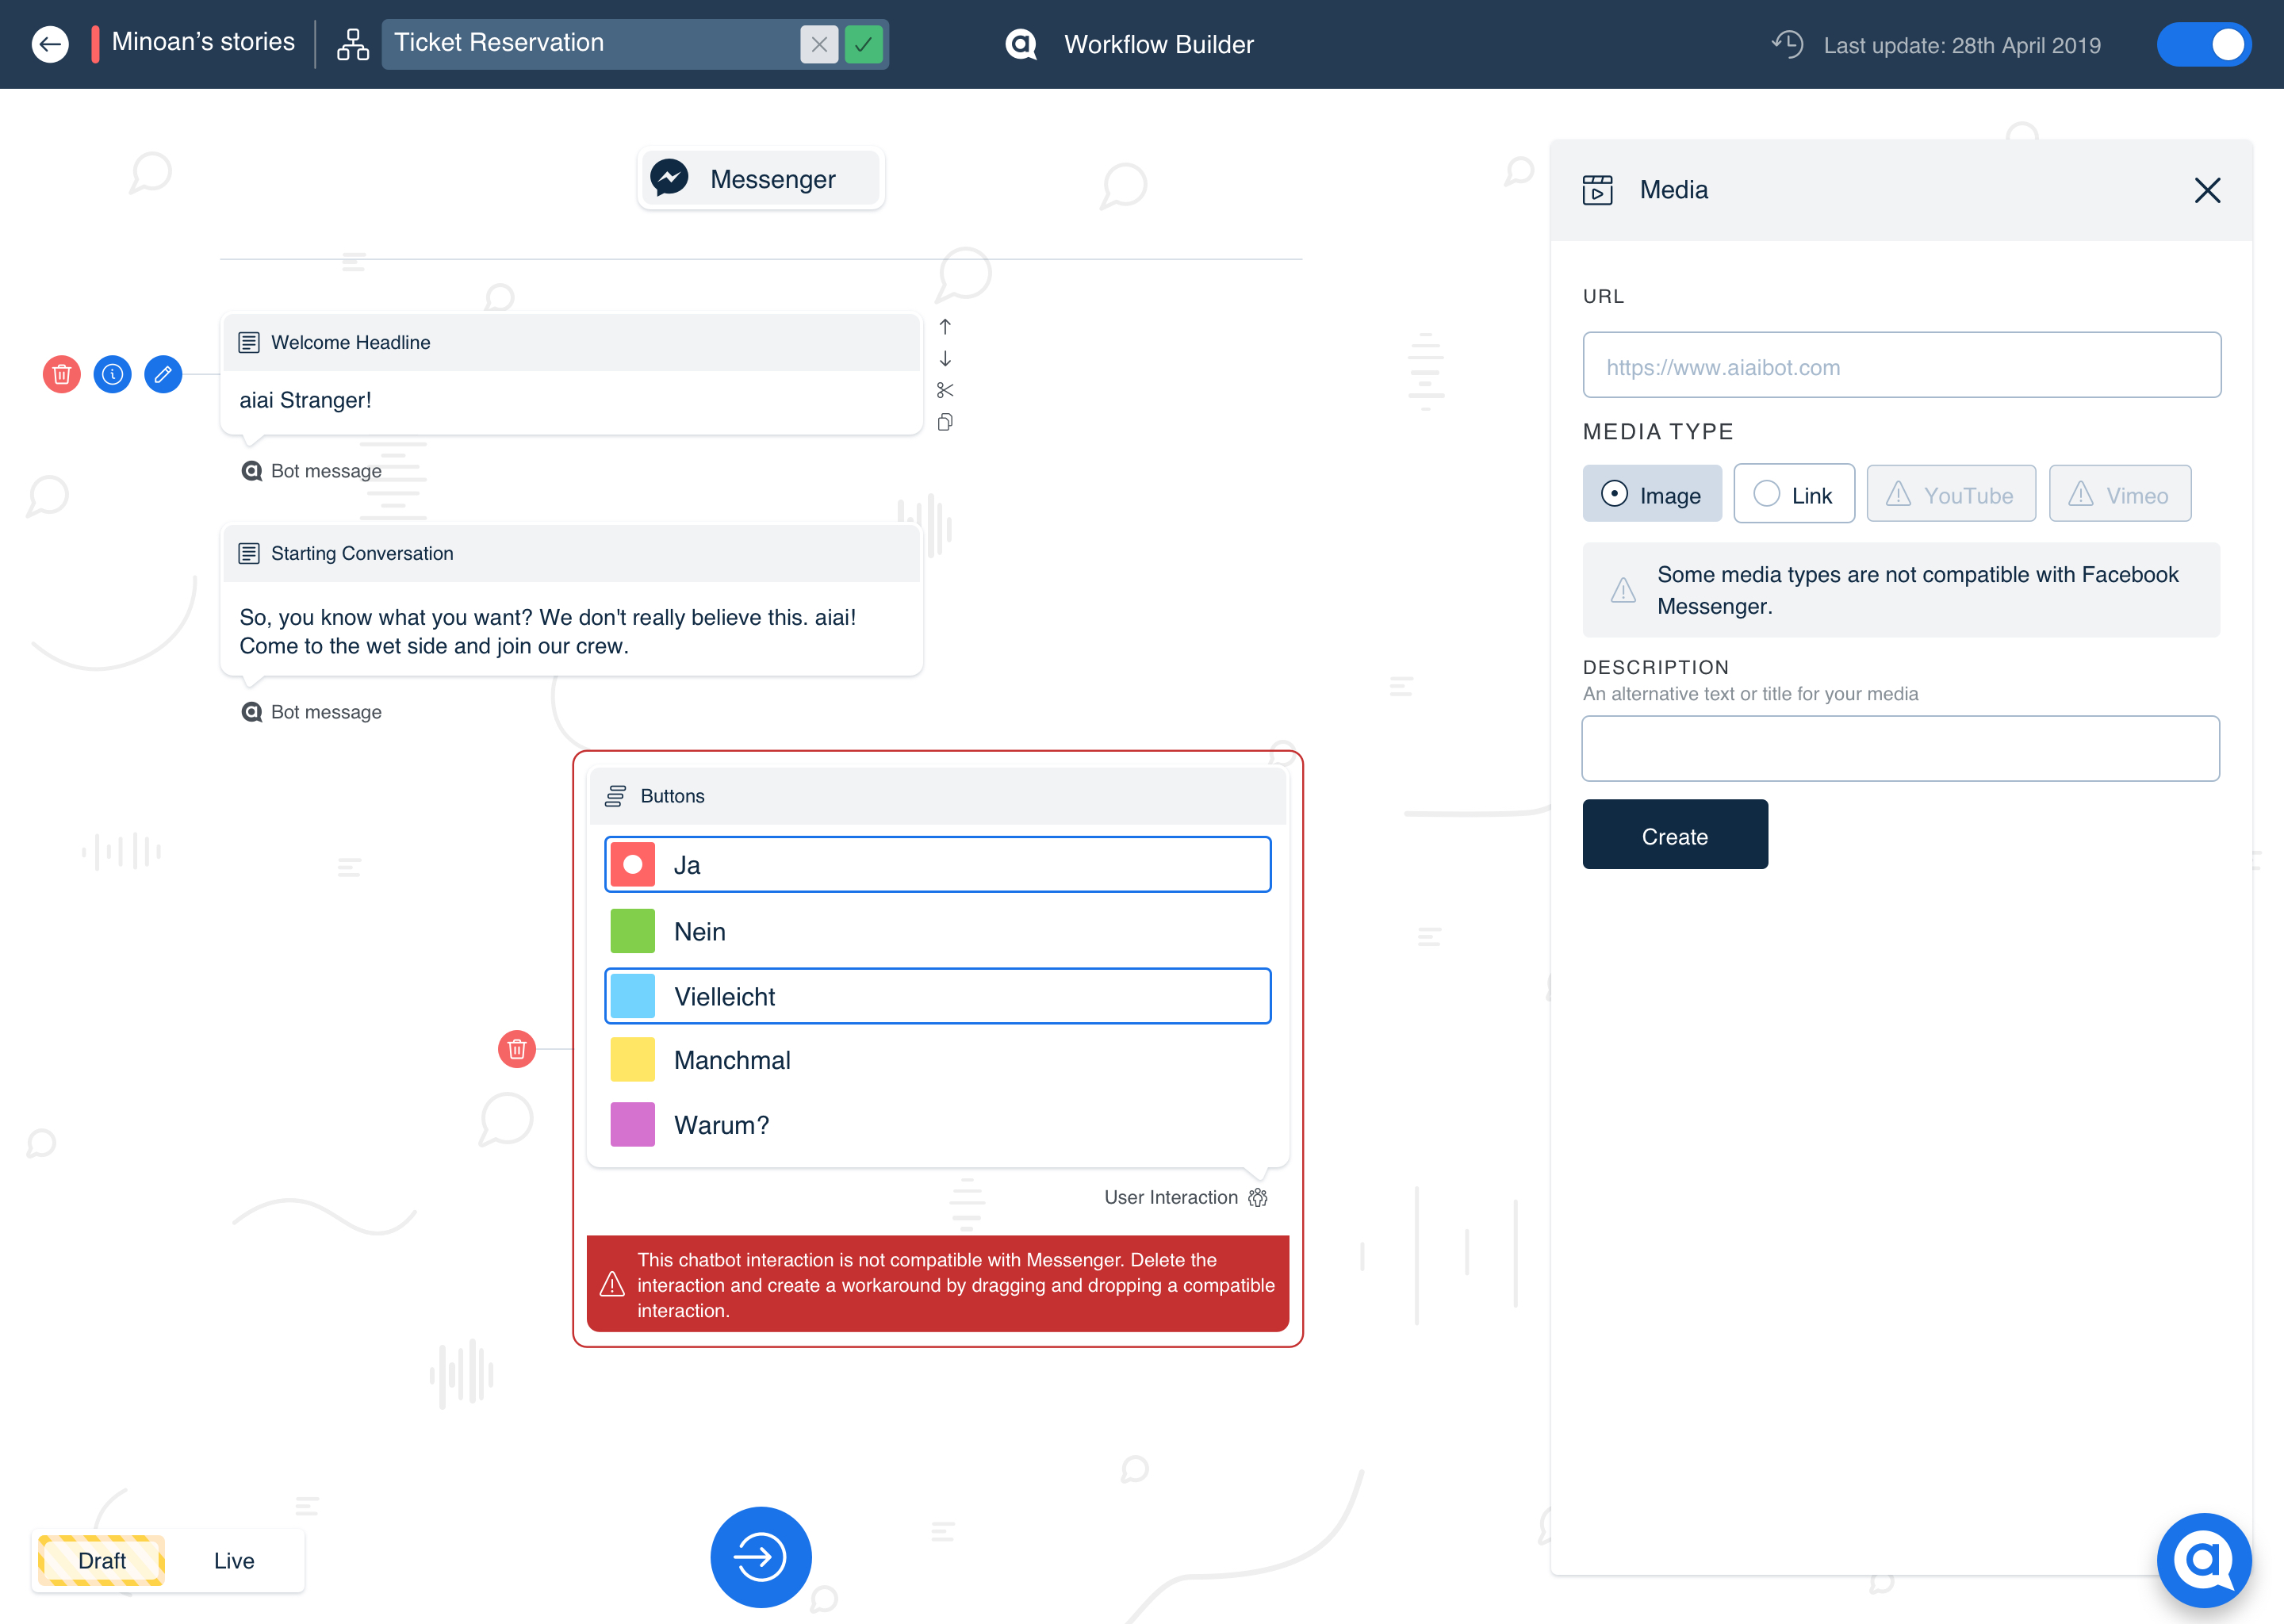 Minoan’s stories
Ticket Reservation
Workflow Builder
Last update: 28th April 2019
Messenger
Welcome Headline
aiai Stranger!
Bot message
Starting Conversation
So, you know what you want? We don't really believe this. aiai!
Come to the wet side and join our crew.
Bot message
Buttons
Ja
Nein
Vielleicht
Manchmal
Warum?
User Interaction
This chatbot interaction is not compatible with Messenger. Delete the
interaction and create a workaround by dragging and dropping a compatible
interaction.
Draft
Live
Media
URL
https://www.aiaibot.com
MEDIA TYPE
Image
Link
YouTube
Vimeo
Some media types are not compatible with Facebook
Messenger.
DESCRIPTION
An alternative text or title for your media
Create